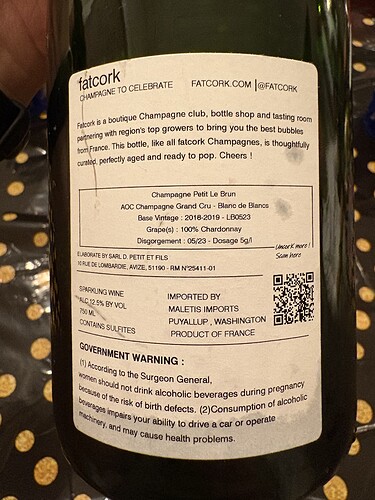 fatcork
CHAMPAGNE TO CELEBRATE
FATCORK.COM | @FATCORK
Fatcork is a boutique Champagne club, bottle shop and tasting room
partnering with region's top growers to bring you the best bubbles
from France. This bottle, like all fatcork Champagnes, is thoughtfully
curated, perfectly aged and ready to pop. Cheers !
Champagne Petit Le Brun
AOC Champagne Grand Cru - Blanc de Blancs
Base Vintage : 2018-2019 - LB0523
Grape(s) : 100% Chardonnay
Disgorgement : 05/23 - Dosage 5g/l
ELABORATE BY SARL D. PETIT ET FILS
10 RUE DE LOMBARDIE, AVIZE, 51190 - RM N°25411-01
Uncork more !
Scan here
SPARKLING WINE
ALC 12.5% BY VOL
750 ML
CONTAINS SULFITES
IMPORTED BY
MALETIS IMPORTS
PUYALLUP , WASHINGTON
PRODUCT OF FRANCE
GOVERNMENT WARNING :
(1) According to the Surgeon General,
women should not drink alcoholic beverages during pregnancy
because of the risk of birth defects. (2)Consumption of alcoholic
beverages impairs your ability to drive a car or operate
machinery, and may cause health problems.